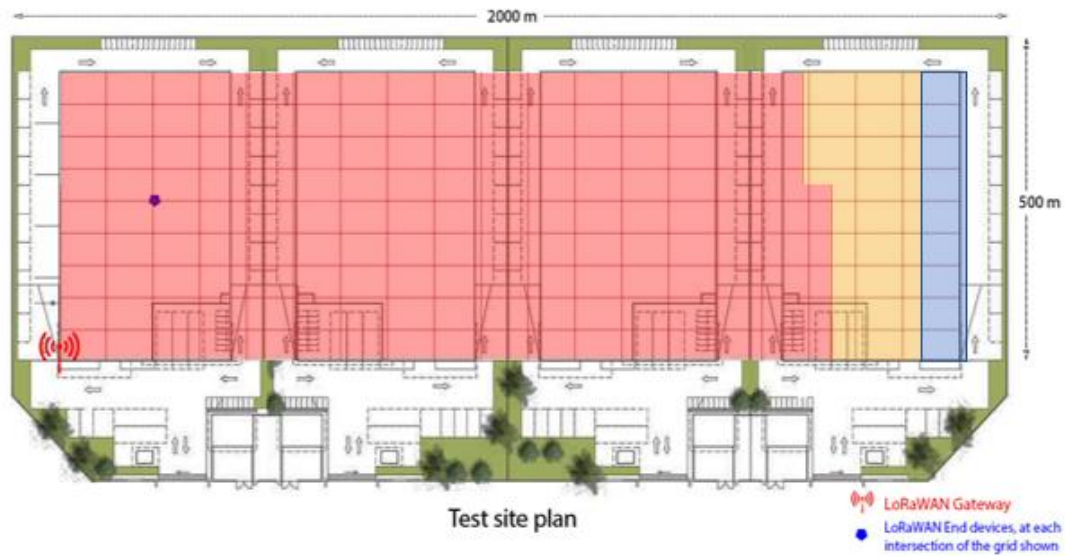 2000 m
500 m
Test site plan
LoRaWAN Gateway
LoRaWAN End devices, at each
intersection of the grid shown